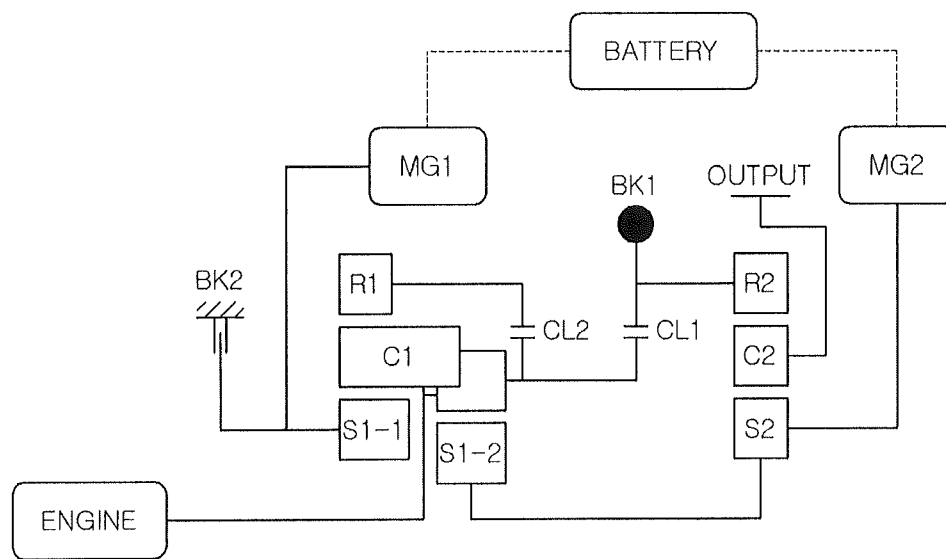 BATTERY
MG1
MG2
BK1
OUTPUT
BK2
R1
R2
CL2
CL1
C1
C2
S1-1
S1-2
S2
ENGINE